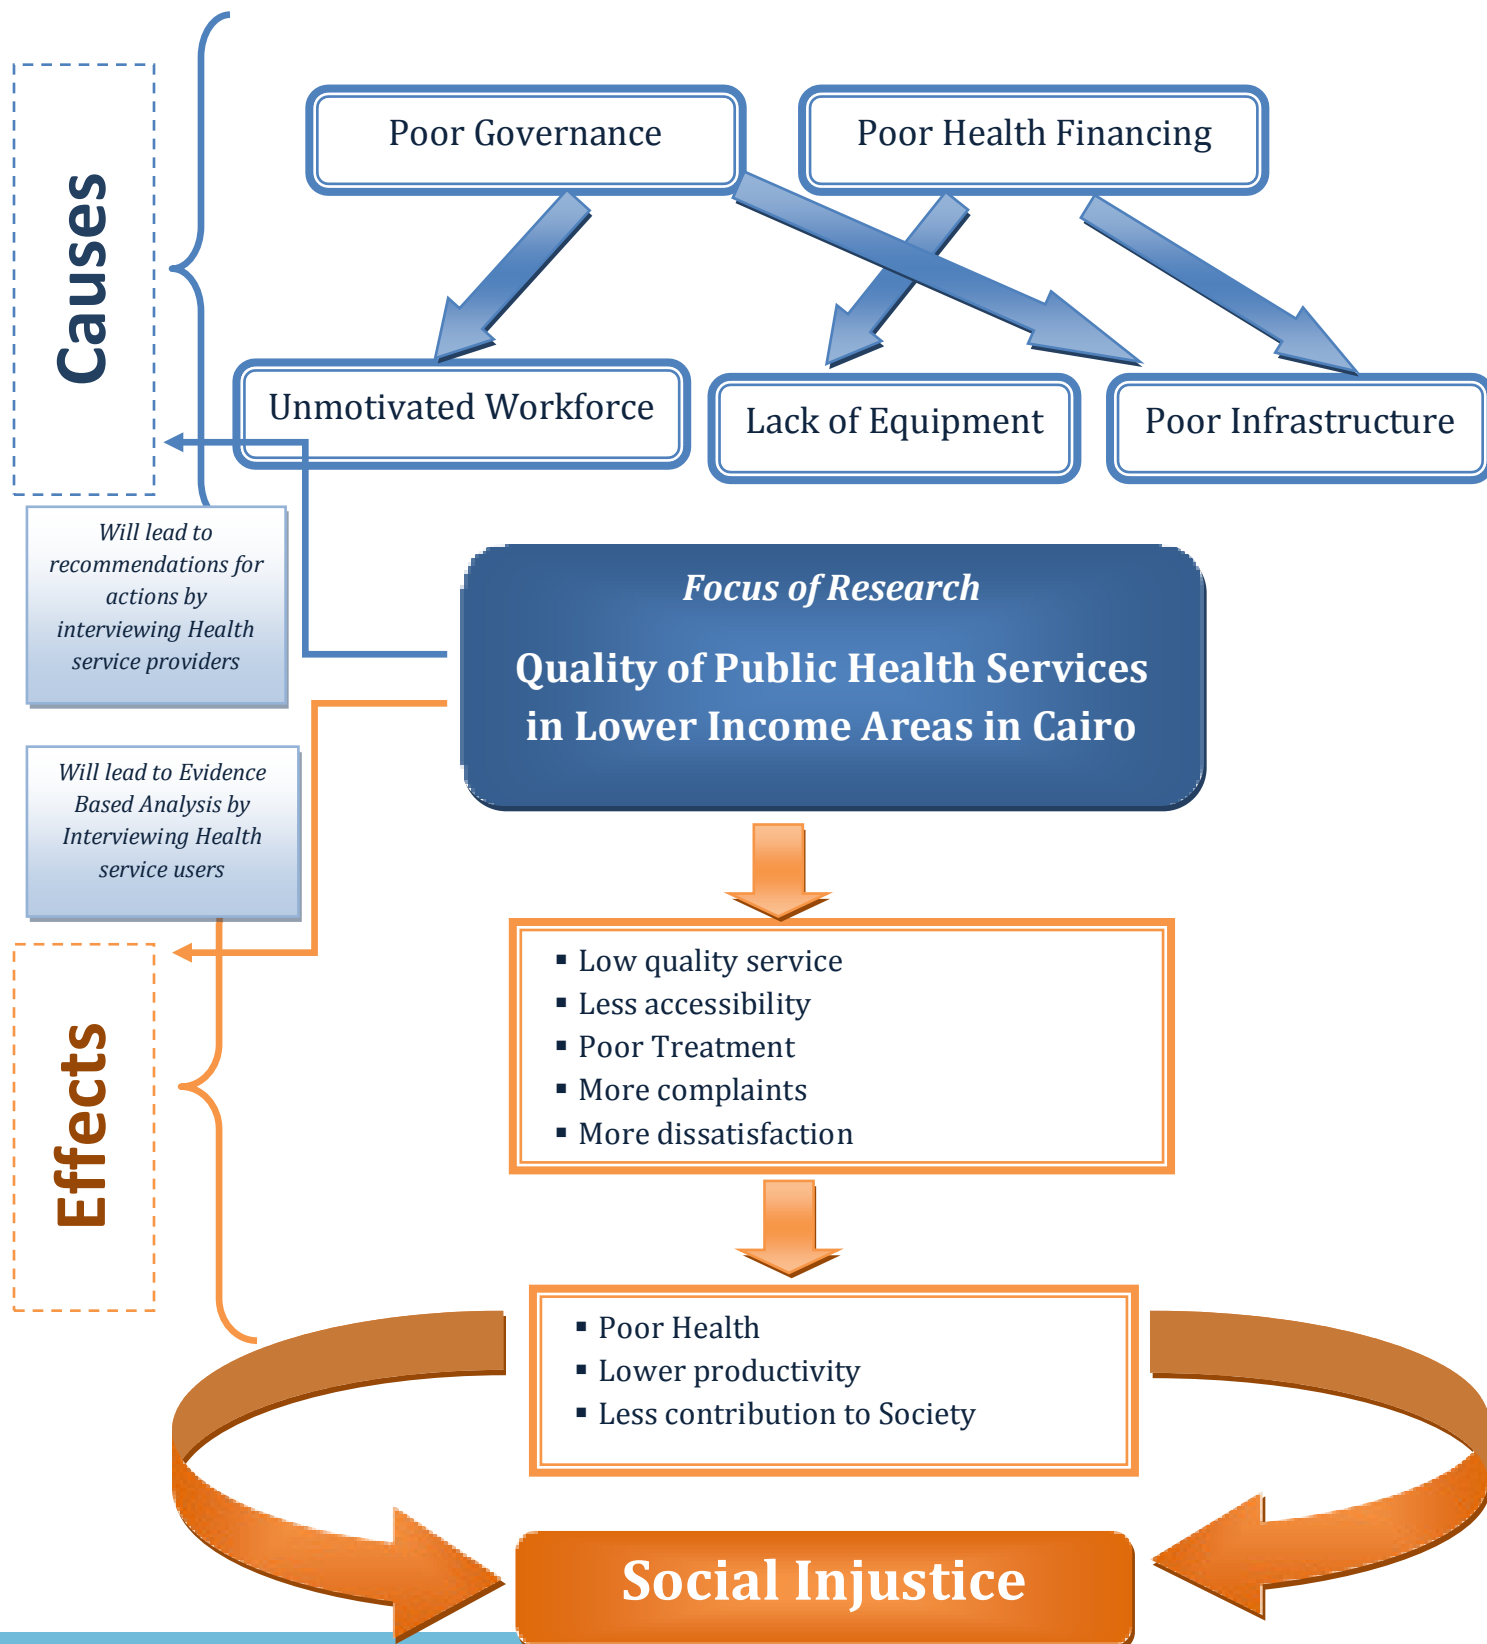 Causes
Poor Governance
Poor Health Financing
Unmotivated Workforce
Lack of Equipment
Poor Infrastructure
Will lead to
recommendations for
actions by
interviewing Health
service providers
Focus of Research
Quality of Public Health Services
in Lower Income Areas in Cairo
Will lead to Evidence
Based Analysis by
Interviewing Health
service users
Effects
▪ Low quality service
▪ Less accessibility
▪ Poor Treatment
▪ More complaints
▪ More dissatisfaction
▪ Poor Health
▪ Lower productivity
▪ Less contribution to Society
Social Injustice